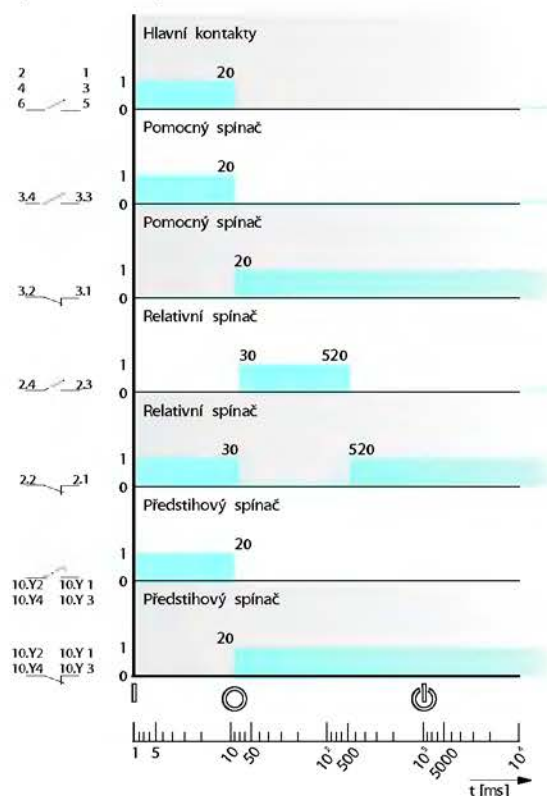 Hlavní kontakty
20
2 1
4 3
6 5
1
0
Pomocný spínač
20
3.4 3.3
1
0
Pomocný spínač
20
3.2 3.1
1
0
Relativní spínač
30 520
2.4 2.3
1
0
Relativní spínač
30 520
2.2 2.1
1
0
Předstihový spínač
20
1
0
10.Y2 10.Y 1
10.Y4 10.Y 3
Předstihový spínač
20
10.Y2 10.Y 1
10.Y4 10.Y 3
1
0
1 5 10 50 10² 500 10³ 5000 10⁴
t [ms]